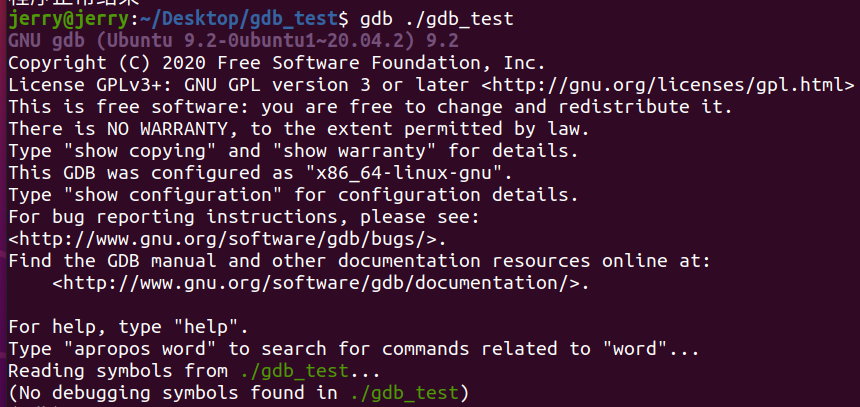 程序正常结束
jerry@jerry:~/Desktop/gdb_test$ gdb ./gdb_test
GNU gdb (Ubuntu 9.2-0ubuntu1~20.04.2) 9.2
Copyright (C) 2020 Free Software Foundation, Inc.
License GPLv3+: GNU GPL version 3 or later <http://gnu.org/licenses/gpl.html>
This is free software: you are free to change and redistribute it.
There is NO WARRANTY, to the extent permitted by law.
Type "show copying" and "show warranty" for details.
This GDB was configured as "x86_64-linux-gnu".
Type "show configuration" for configuration details.
For bug reporting instructions, please see:
<http://www.gnu.org/software/gdb/bugs/>.
Find the GDB manual and other documentation resources online at:
    <http://www.gnu.org/software/gdb/documentation/>.

For help, type "help".
Type "apropos word" to search for commands related to "word"...
Reading symbols from ./gdb_test...
(No debugging symbols found in ./gdb_test)